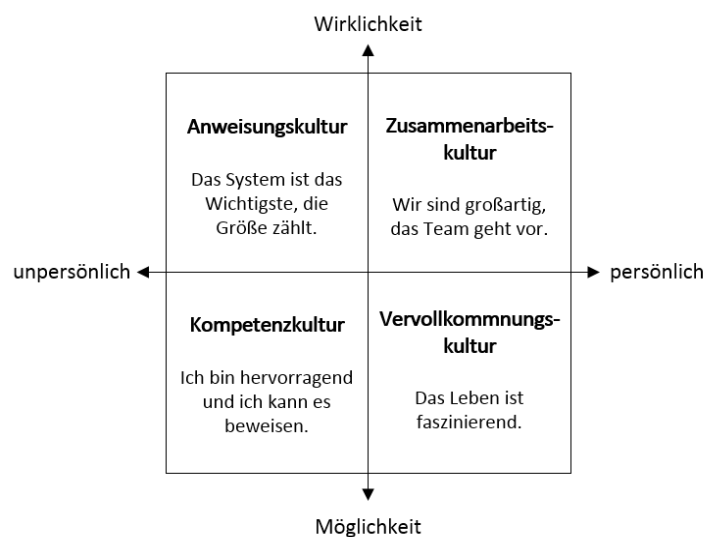 Wirklichkeit
Anweisungskultur
Das System ist das
Wichtigste, die
Größe zählt.
Zusammenarbeits-
kultur
Wir sind großartig,
das Team geht vor.
unpersönlich
persönlich
Kompetenzkultur
Ich bin hervorragend
und ich kann es
beweisen.
Vervollkommnungs-
kultur
Das Leben ist
faszinierend.
Möglichkeit